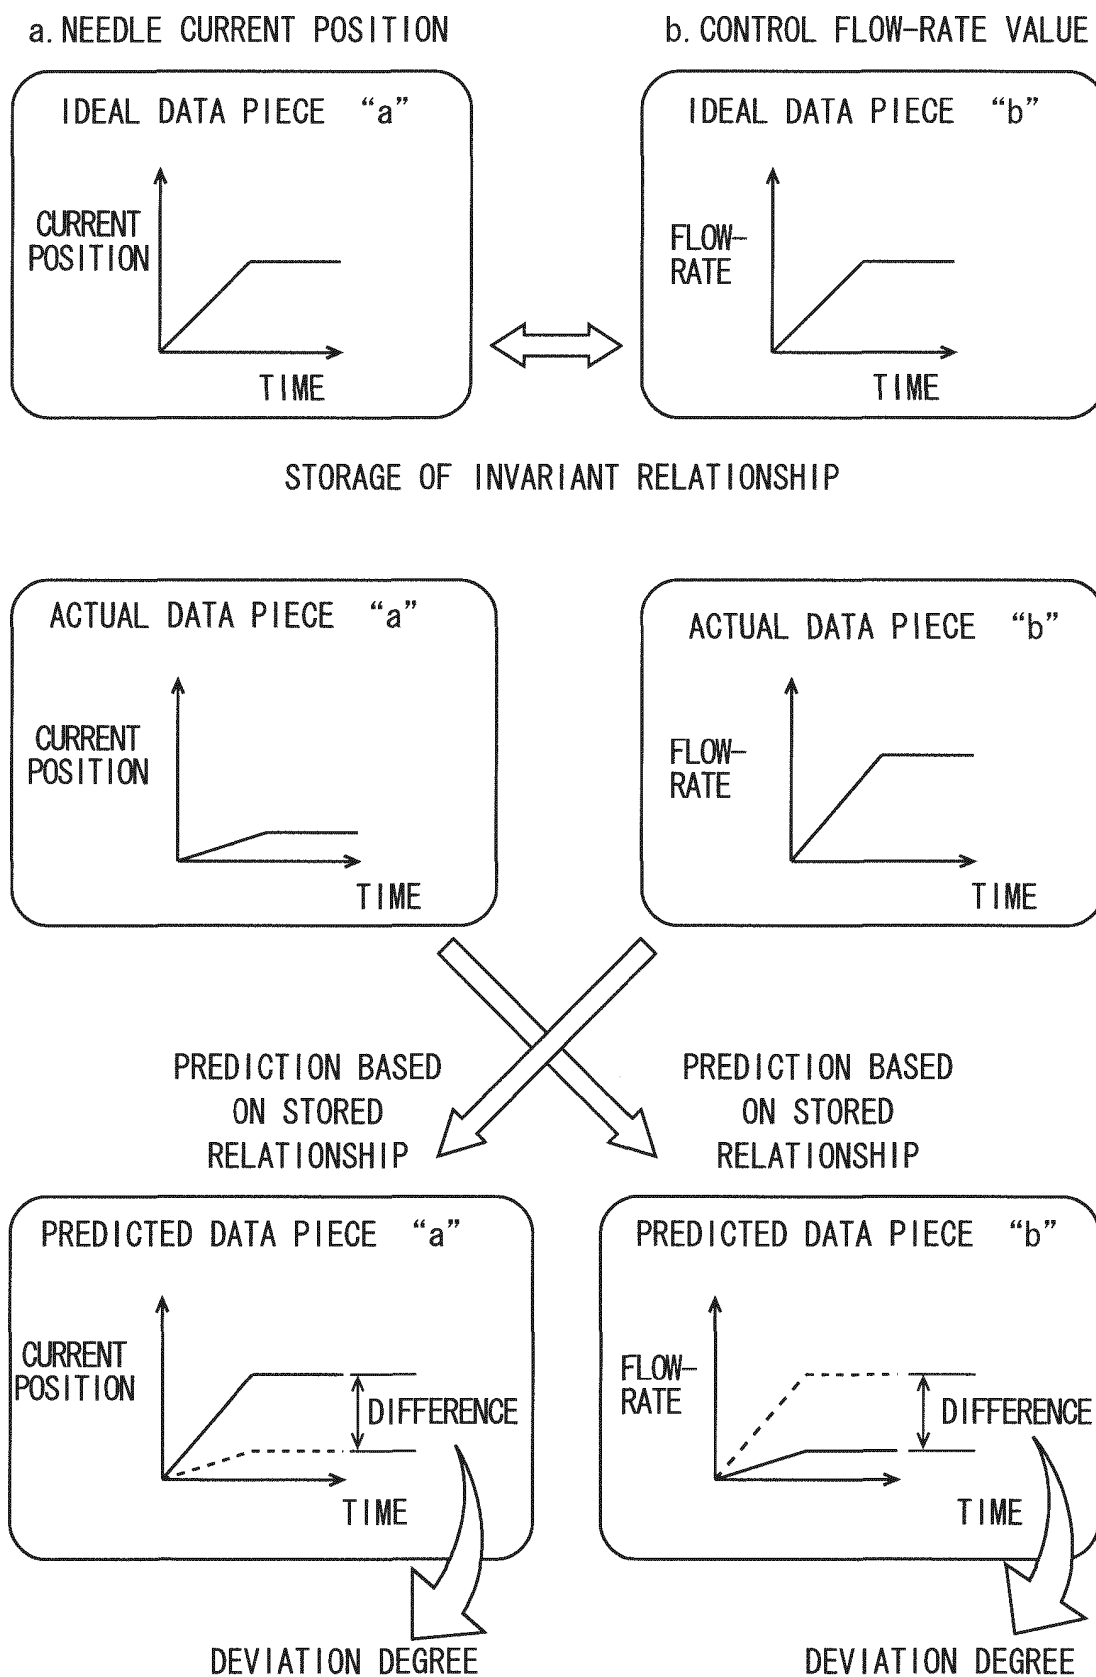 a. NEEDLE CURRENT POSITION
b. CONTROL FLOW-RATE VALUE
IDEAL DATA PIECE “a”
CURRENT
POSITION
TIME
IDEAL DATA PIECE “b”
FLOW-
RATE
TIME
STORAGE OF INVARIANT RELATIONSHIP
ACTUAL DATA PIECE “a”
CURRENT
POSITION
TIME
ACTUAL DATA PIECE “b”
FLOW-
RATE
TIME
PREDICTION BASED
ON STORED
RELATIONSHIP
PREDICTION BASED
ON STORED
RELATIONSHIP
PREDICTED DATA PIECE “a”
CURRENT
POSITION
DIFFERENCE
TIME
PREDICTED DATA PIECE “b”
FLOW-
RATE
DIFFERENCE
TIME
DEVIATION DEGREE
DEVIATION DEGREE